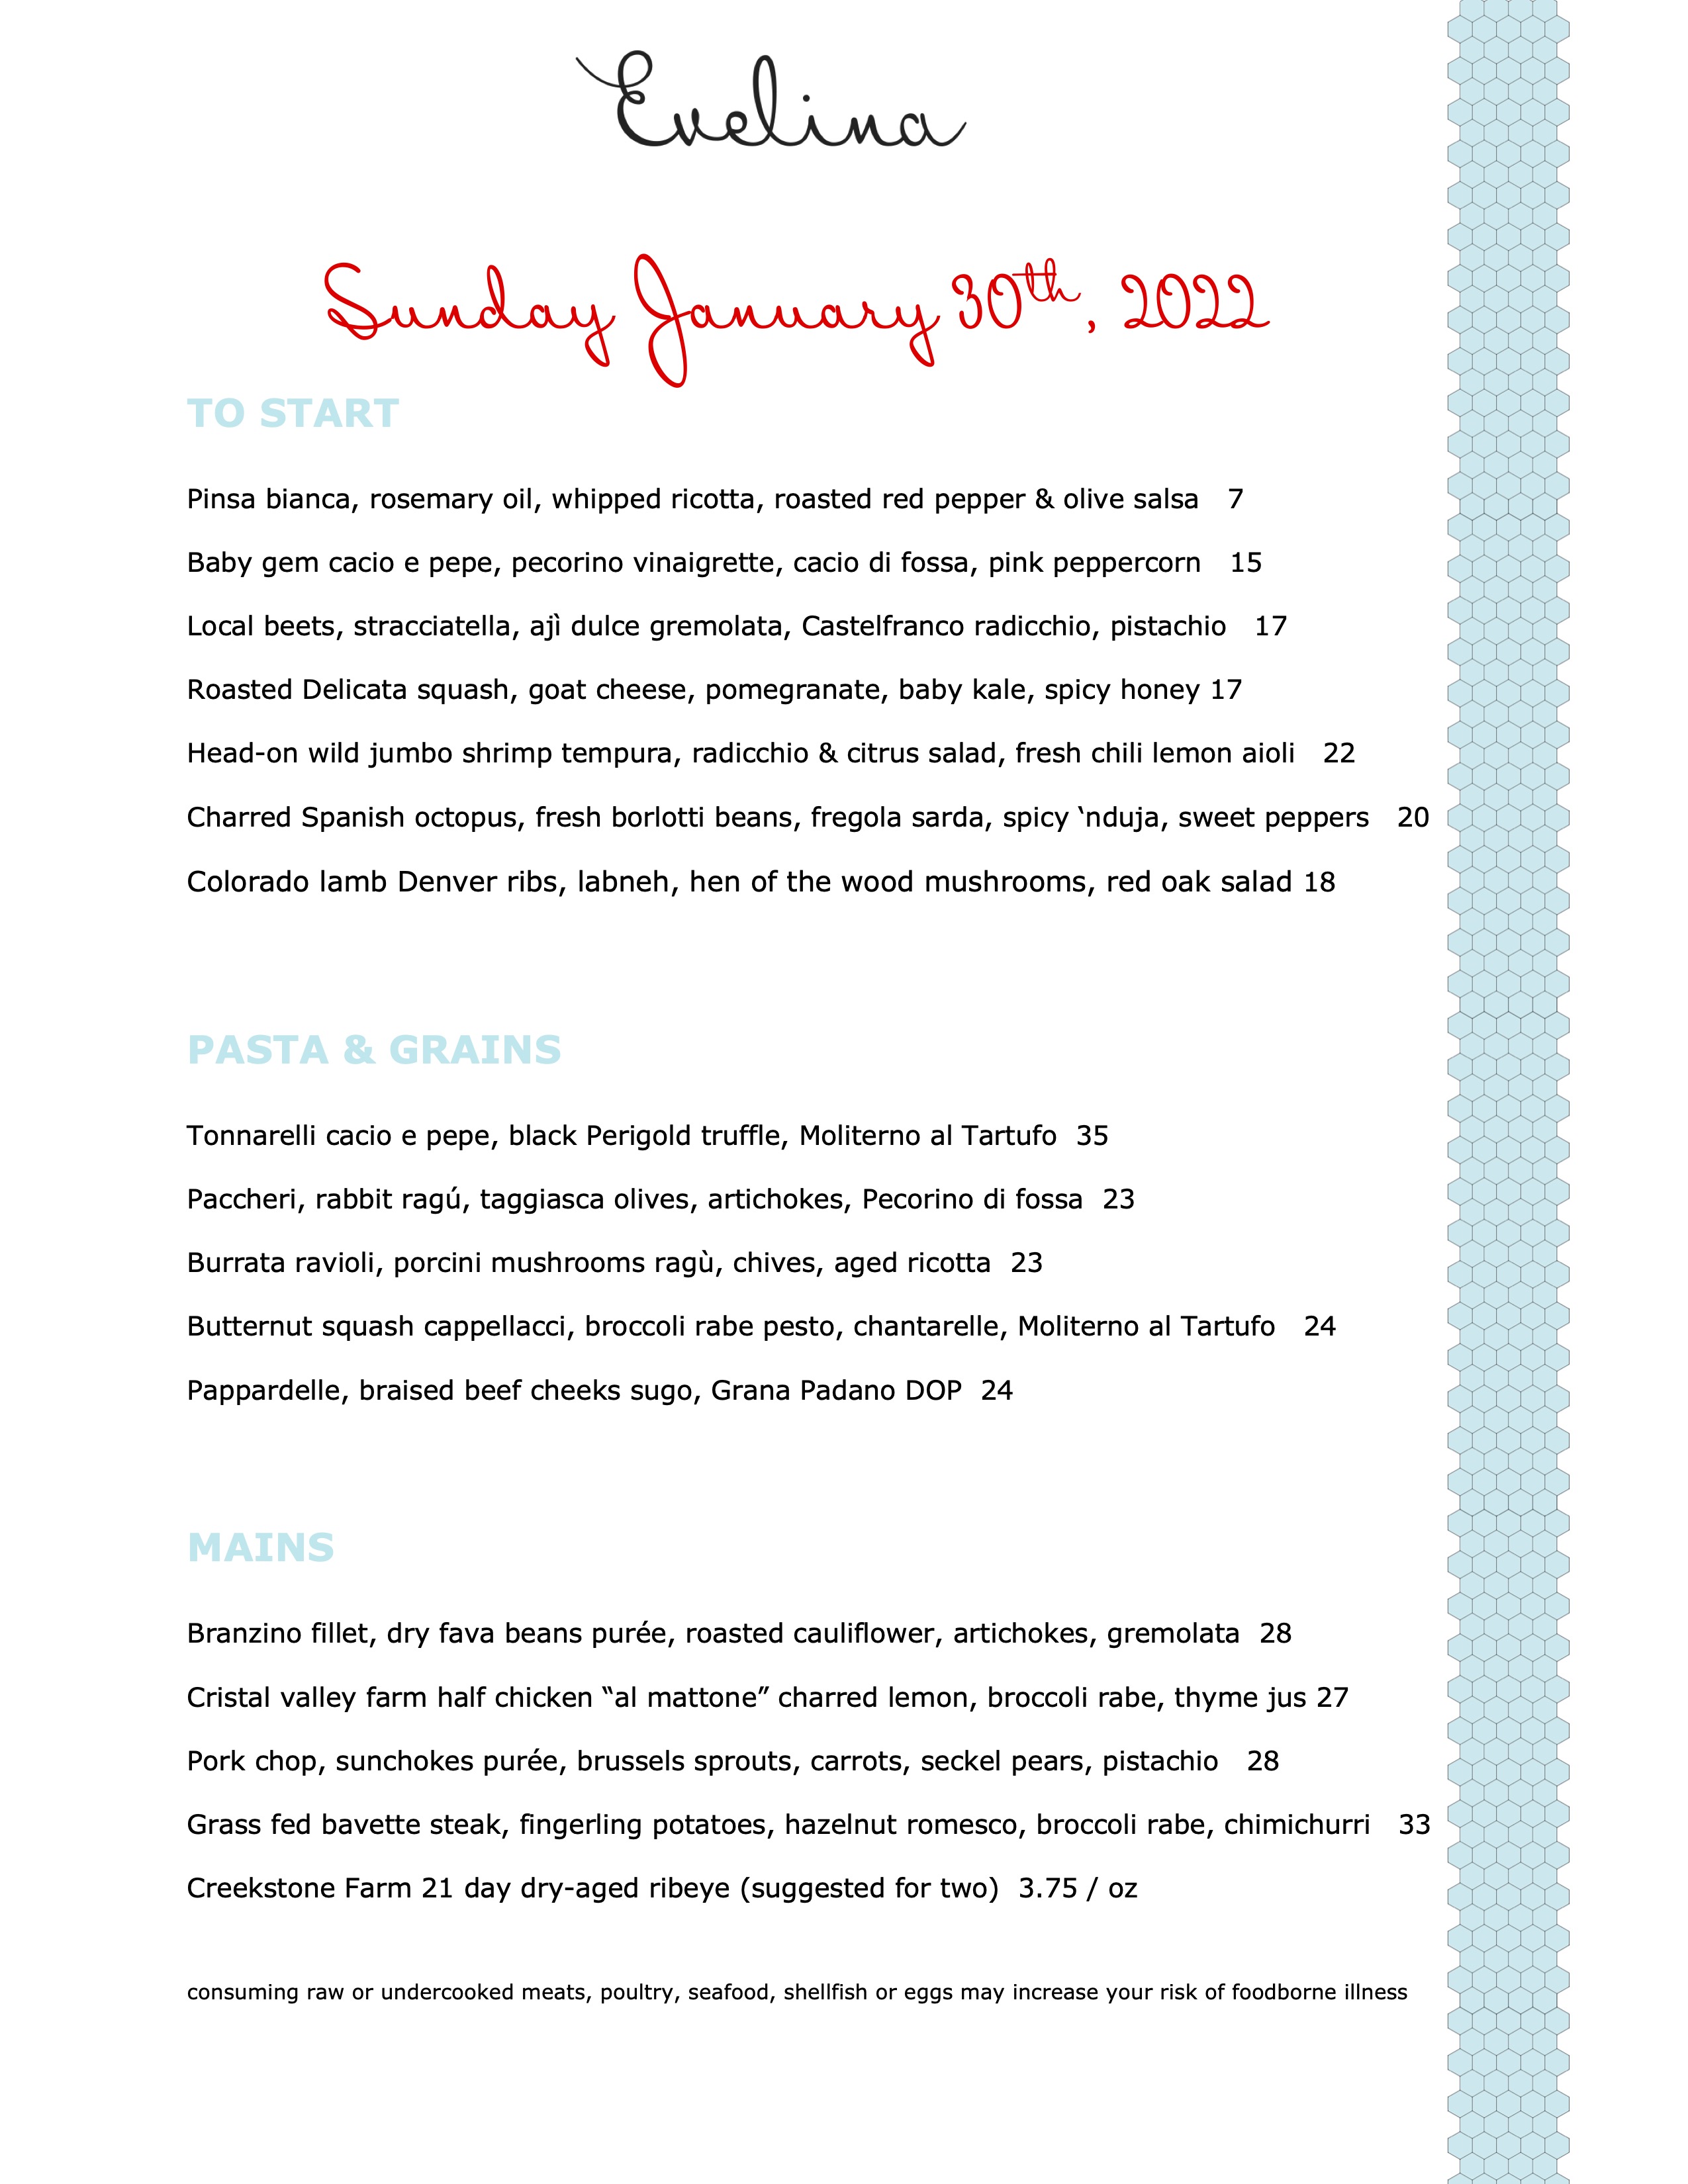 Evelina
Sunday January 30th, 2022
TO START
Pinsa bianca, rosemary oil, whipped ricotta, roasted red pepper & olive salsa 7
Baby gem cacio e pepe, pecorino vinaigrette, cacio di fossa, pink peppercorn 15
Local beets, stracciatella, ajì dulce gremolata, Castelfranco radicchio, pistachio 17
Roasted Delicata squash, goat cheese, pomegranate, baby kale, spicy honey 17
Head-on wild jumbo shrimp tempura, radicchio & citrus salad, fresh chili lemon aioli 22
Charred Spanish octopus, fresh borlotti beans, fregola sarda, spicy ‘nduja, sweet peppers 20
Colorado lamb Denver ribs, labneh, hen of the wood mushrooms, red oak salad 18
PASTA & GRAINS
Tonnarelli cacio e pepe, black Perigold truffle, Moliterno al Tartufo 35
Paccheri, rabbit ragú, taggiasca olives, artichokes, Pecorino di fossa 23
Burrata ravioli, porcini mushrooms ragù, chives, aged ricotta 23
Butternut squash cappellacci, broccoli rabe pesto, chantarelle, Moliterno al Tartufo 24
Pappardelle, braised beef cheeks sugo, Grana Padano DOP 24
MAINS
Branzino fillet, dry fava beans purée, roasted cauliflower, artichokes, gremolata 28
Cristal valley farm half chicken “al mattone” charred lemon, broccoli rabe, thyme jus 27
Pork chop, sunchokes purée, brussels sprouts, carrots, seckel pears, pistachio 28
Grass fed bavette steak, fingerling potatoes, hazelnut romesco, broccoli rabe, chimichurri 33
Creekstone Farm 21 day dry-aged ribeye (suggested for two) 3.75 / oz
consuming raw or undercooked meats, poultry, seafood, shellfish or eggs may increase your risk of foodborne illness